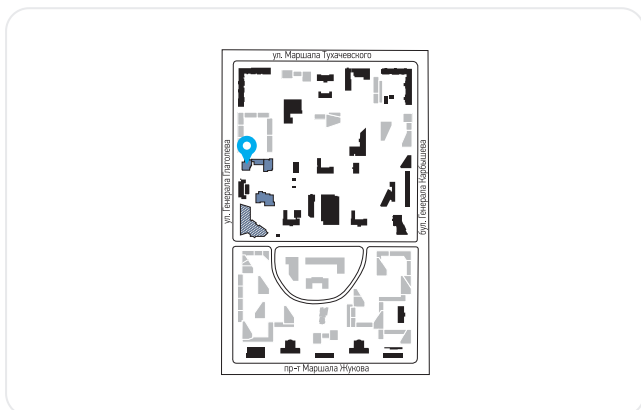 ул. Маршала Тухачевского
ул. Генерала Глаголева
бул. Генерала Карбышева
пр-т Маршала Жукова